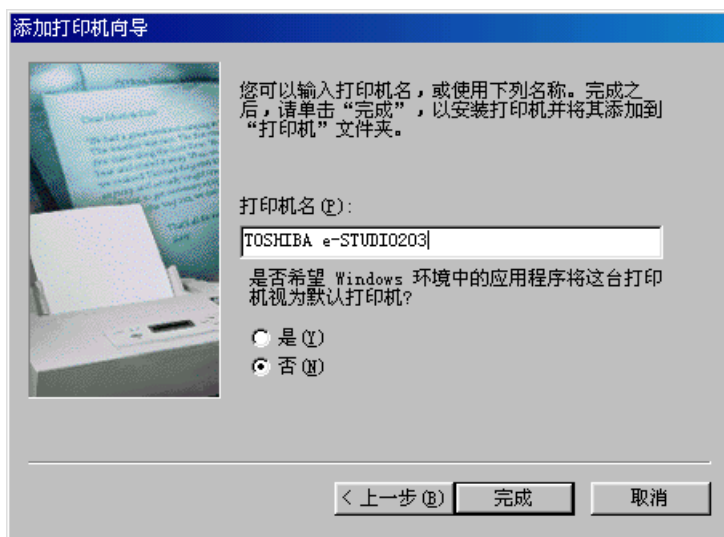 添加打印机向导
您可以输入打印机名，或使用下列名称。完成之
后，请单击“完成”，以安装打印机并将其添加到
“打印机”文件夹。
打印机名(P):
TOSHIBA e-STUDIO203
是否希望 Windows 环境中的应用程序将这台打印
机视为默认打印机?
是(Y)
否(N)
< 上一步(B)
完成
取消